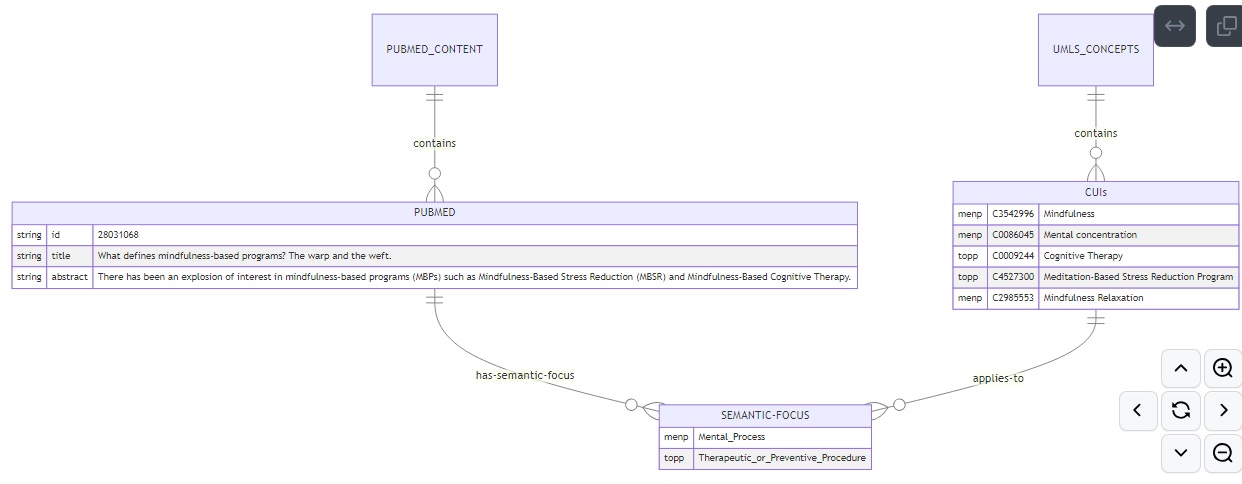 PUBMED_CONTENT
UMLS_CONCEPTS
contains
contains
PUBMED
string id 28031068
string title What defines mindfulness-based programs? The warp and the weft.
string abstract There has been an explosion of interest in mindfulness-based programs (MBPs) such as Mindfulness-Based Stress Reduction (MBSR) and Mindfulness-Based Cognitive Therapy.
CUIs
menp C3542996 Mindfulness
menp C0086045 Mental concentration
topp C0009244 Cognitive Therapy
topp C4527300 Meditation-Based Stress Reduction Program
menp C2985553 Mindfulness Relaxation
has-semantic-focus
applies-to
SEMANTIC-FOCUS
menp Mental_Process
topp Therapeutic_or_Preventive_Procedure